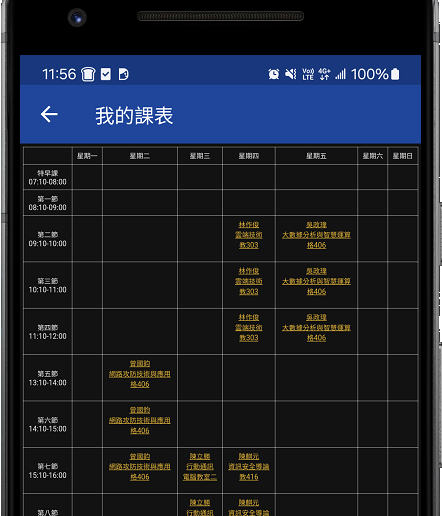 11:56 Vo)) LTE 4G+ 100%
我的課表
星期一 星期二 星期三 星期四 星期五 星期六 星期日
特早課
07:10-08:00
第一節
08:10-09:00
第二節
09:10-10:00
林作俊
雲端技術
教303
吳政瑋
大數據分析與智慧運算
格406
第三節
10:10-11:00
林作俊
雲端技術
教303
吳政瑋
大數據分析與智慧運算
格406
第四節
11:10-12:00
林作俊
雲端技術
教303
吳政瑋
大數據分析與智慧運算
格406
第五節
13:10-14:00
曾國鈞
網路攻防技術與應用
格406
第六節
14:10-15:00
曾國鈞
網路攻防技術與應用
格406
第七節
15:10-16:00
曾國鈞
網路攻防技術與應用
格406
陳立勝
行動通訊
電腦教室二
陳麒元
資訊安全導論
教416
第八節
陳立勝
行動通訊
陳麒元
資訊安全導論